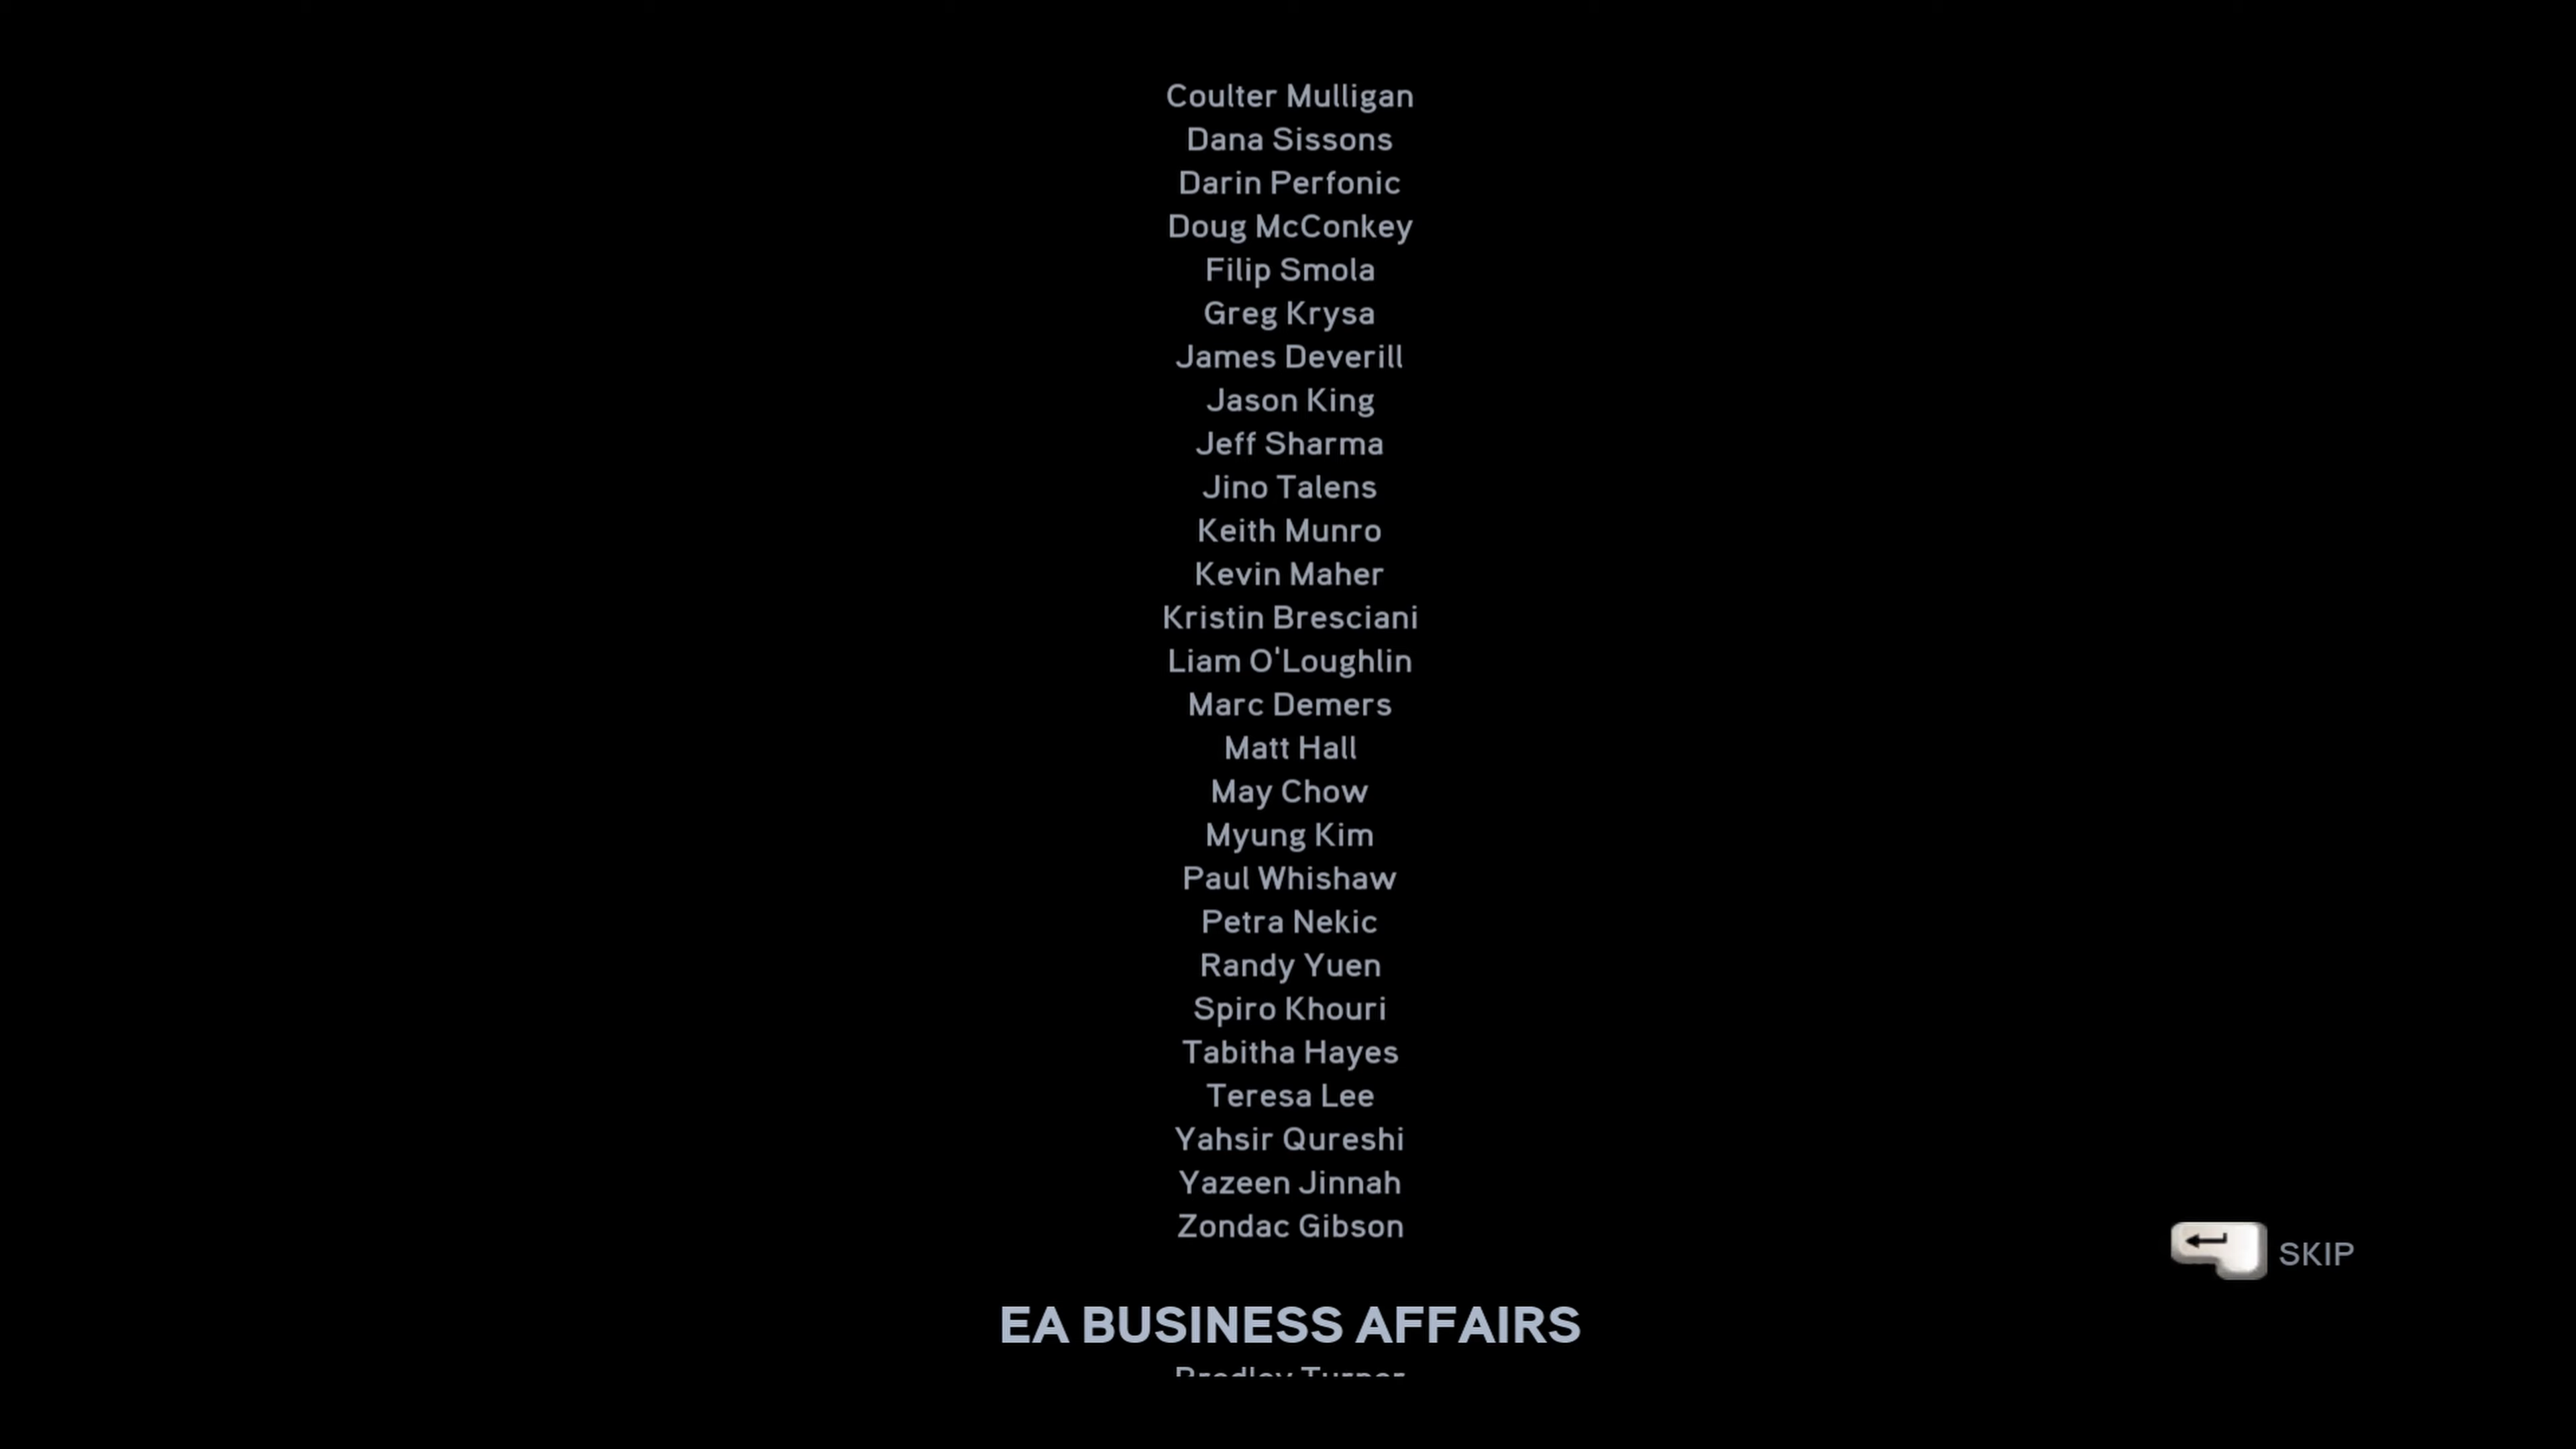 Coulter Mulligan
Dana Sissons
Darin Perfonic
Doug McConkey
Filip Smola
Greg Krysa
James Deverill
Jason King
Jeff Sharma
Jino Talens
Keith Munro
Kevin Maher
Kristin Bresciani
Liam O'Loughlin
Marc Demers
Matt Hall
May Chow
Myung Kim
Paul Whishaw
Petra Nekic
Randy Yuen
Spiro Khouri
Tabitha Hayes
Teresa Lee
Yahsir Qureshi
Yazeen Jinnah
Zondac Gibson
SKIP
EA BUSINESS AFFAIRS